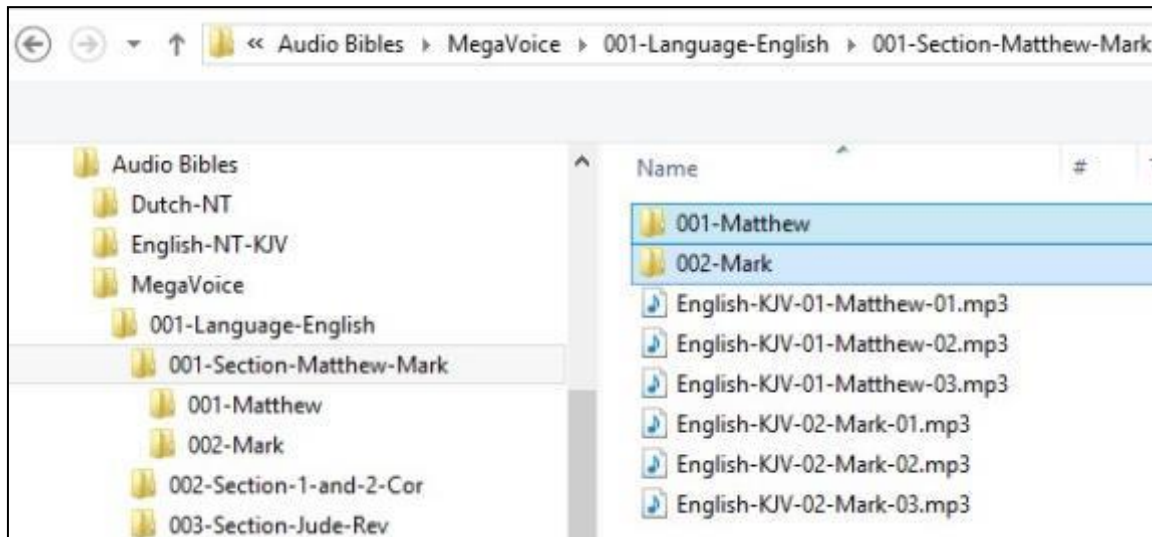 « Audio Bibles ▸ MegaVoice ▸ 001-Language-English ▸ 001-Section-Matthew-Mark
Audio Bibles
Dutch-NT
English-NT-KJV
MegaVoice
001-Language-English
001-Section-Matthew-Mark
001-Matthew
002-Mark
002-Section-1-and-2-Cor
003-Section-Jude-Rev
Name #
001-Matthew
002-Mark
English-KJV-01-Matthew-01.mp3
English-KJV-01-Matthew-02.mp3
English-KJV-01-Matthew-03.mp3
English-KJV-02-Mark-01.mp3
English-KJV-02-Mark-02.mp3
English-KJV-02-Mark-03.mp3